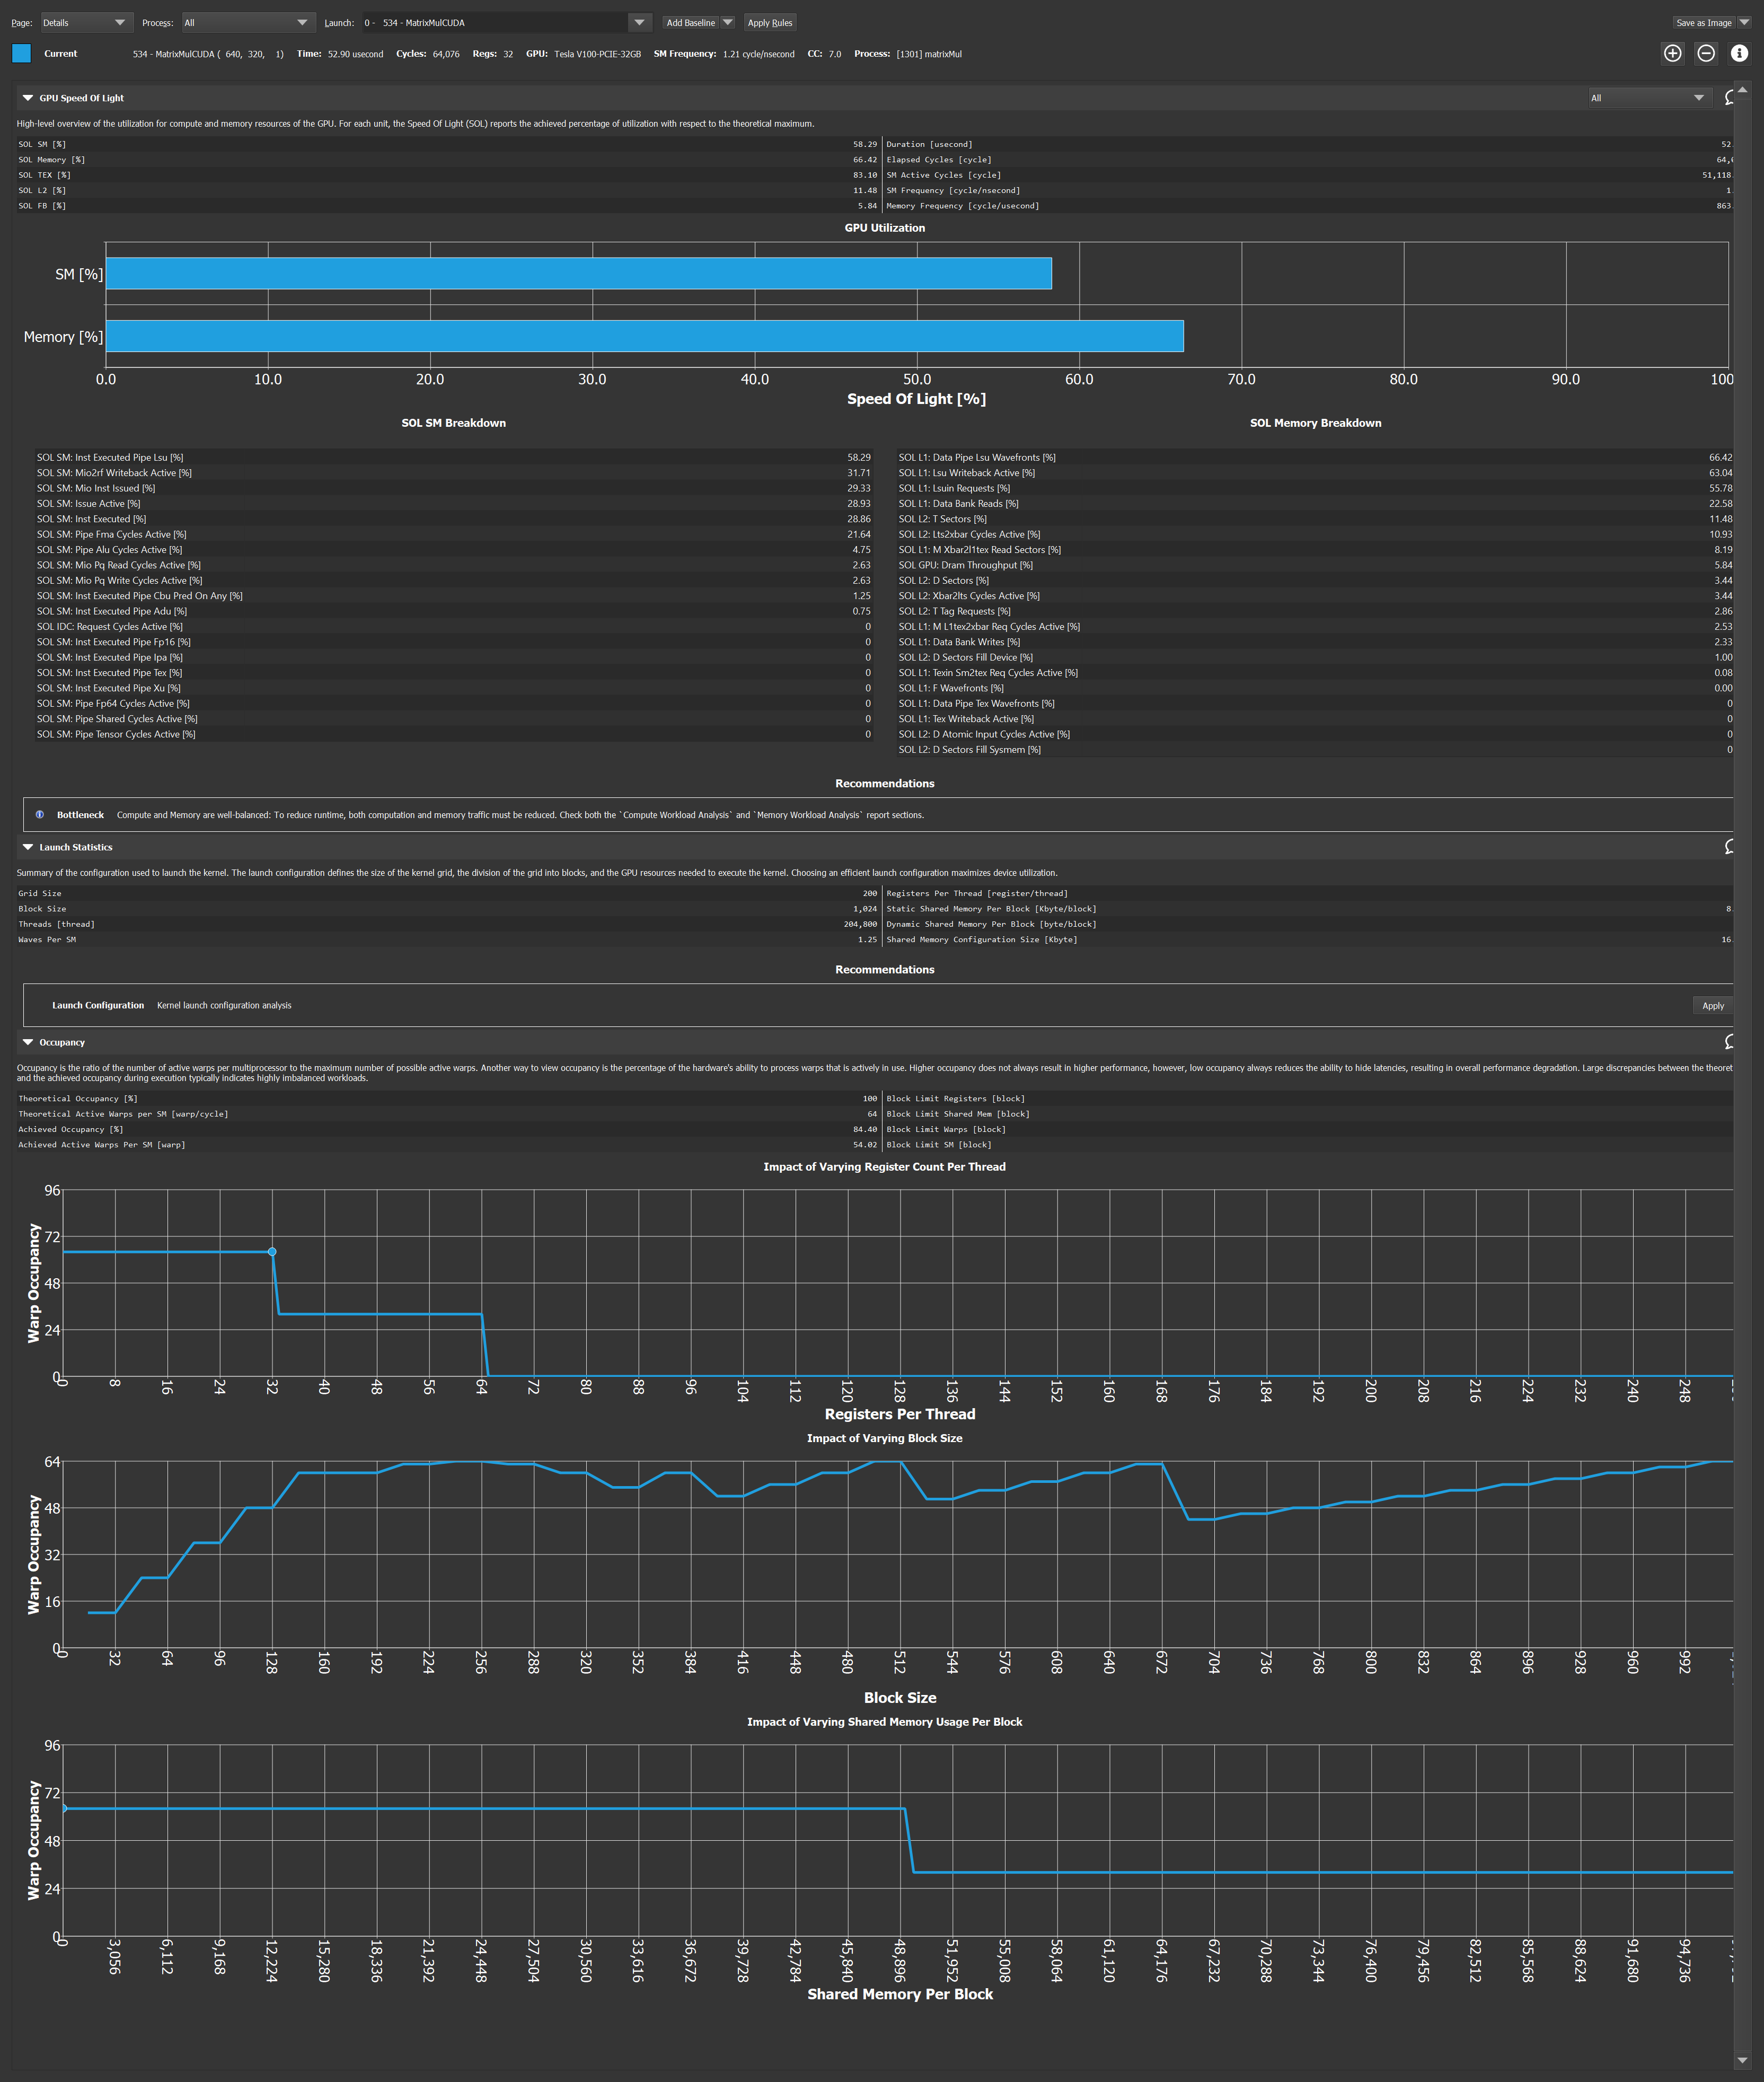 Page: Details Process: All Launch: 0 - 534 - MatrixMulCUDA Add Baseline Apply Rules Save as Image
Current 534 - MatrixMulCUDA ( 640, 320, 1) Time: 52.90 usecond Cycles: 64,076 Regs: 32 GPU: Tesla V100-PCIE-32GB SM Frequency: 1.21 cycle/nsecond CC: 7.0 Process: [1301] matrixMul
GPU Speed Of Light All
High-level overview of the utilization for compute and memory resources of the GPU. For each unit, the Speed Of Light (SOL) reports the achieved percentage of utilization with respect to the theoretical maximum.
SOL SM [%] 58.29 Duration [usecond] 52.
SOL Memory [%] 66.42 Elapsed Cycles [cycle] 64,
SOL TEX [%] 83.10 SM Active Cycles [cycle] 51,118.
SOL L2 [%] 11.48 SM Frequency [cycle/nsecond] 1.
SOL FB [%] 5.84 Memory Frequency [cycle/usecond] 863.
GPU Utilization
SM [%]
Memory [%]
0.0 10.0 20.0 30.0 40.0 50.0 60.0 70.0 80.0 90.0 100
Speed Of Light [%]
SOL SM Breakdown
SOL SM: Inst Executed Pipe Lsu [%] 58.29
SOL SM: Mio2rf Writeback Active [%] 31.71
SOL SM: Mio Inst Issued [%] 29.33
SOL SM: Issue Active [%] 28.93
SOL SM: Inst Executed [%] 28.86
SOL SM: Pipe Fma Cycles Active [%] 21.64
SOL SM: Pipe Alu Cycles Active [%] 4.75
SOL SM: Mio Pq Read Cycles Active [%] 2.63
SOL SM: Mio Pq Write Cycles Active [%] 2.63
SOL SM: Inst Executed Pipe Cbu Pred On Any [%] 1.25
SOL SM: Inst Executed Pipe Adu [%] 0.75
SOL IDC: Request Cycles Active [%] 0
SOL SM: Inst Executed Pipe Fp16 [%] 0
SOL SM: Inst Executed Pipe Ipa [%] 0
SOL SM: Inst Executed Pipe Tex [%] 0
SOL SM: Inst Executed Pipe Xu [%] 0
SOL SM: Pipe Fp64 Cycles Active [%] 0
SOL SM: Pipe Shared Cycles Active [%] 0
SOL SM: Pipe Tensor Cycles Active [%] 0
SOL Memory Breakdown
SOL L1: Data Pipe Lsu Wavefronts [%] 66.42
SOL L1: Lsu Writeback Active [%] 63.04
SOL L1: Lsuin Requests [%] 55.78
SOL L1: Data Bank Reads [%] 22.58
SOL L2: T Sectors [%] 11.48
SOL L2: Lts2xbar Cycles Active [%] 10.93
SOL L1: M Xbar2l1tex Read Sectors [%] 8.19
SOL GPU: Dram Throughput [%] 5.84
SOL L2: D Sectors [%] 3.44
SOL L2: Xbar2lts Cycles Active [%] 3.44
SOL L2: T Tag Requests [%] 2.86
SOL L1: M L1tex2xbar Req Cycles Active [%] 2.53
SOL L1: Data Bank Writes [%] 2.33
SOL L2: D Sectors Fill Device [%] 1.00
SOL L1: Texin Sm2tex Req Cycles Active [%] 0.08
SOL L1: F Wavefronts [%] 0.00
SOL L1: Data Pipe Tex Wavefronts [%] 0
SOL L1: Tex Writeback Active [%] 0
SOL L2: D Atomic Input Cycles Active [%] 0
SOL L2: D Sectors Fill Sysmem [%] 0
Recommendations
Bottleneck Compute and Memory are well-balanced: To reduce runtime, both computation and memory traffic must be reduced. Check both the `Compute Workload Analysis` and `Memory Workload Analysis` report sections.
Launch Statistics
Summary of the configuration used to launch the kernel. The launch configuration defines the size of the kernel grid, the division of the grid into blocks, and the GPU resources needed to execute the kernel. Choosing an efficient launch configuration maximizes device utilization.
Grid Size 200 Registers Per Thread [register/thread]
Block Size 1,024 Static Shared Memory Per Block [Kbyte/block] 8.
Threads [thread] 204,800 Dynamic Shared Memory Per Block [byte/block]
Waves Per SM 1.25 Shared Memory Configuration Size [Kbyte] 16.
Recommendations
Launch Configuration Kernel launch configuration analysis Apply
Occupancy
Occupancy is the ratio of the number of active warps per multiprocessor to the maximum number of possible active warps. Another way to view occupancy is the percentage of the hardware's ability to process warps that is actively in use. Higher occupancy does not always result in higher performance, however, low occupancy always reduces the ability to hide latencies, resulting in overall performance degradation. Large discrepancies between the theoret
and the achieved occupancy during execution typically indicates highly imbalanced workloads.
Theoretical Occupancy [%] 100 Block Limit Registers [block]
Theoretical Active Warps per SM [warp/cycle] 64 Block Limit Shared Mem [block]
Achieved Occupancy [%] 84.40 Block Limit Warps [block]
Achieved Active Warps Per SM [warp] 54.02 Block Limit SM [block]
Impact of Varying Register Count Per Thread
Warp Occupancy
96
72
48
24
0
0 8 16 24 32 40 48 56 64 72 80 88 96 104 112 120 128 136 144 152 160 168 176 184 192 200 208 216 224 232 240 248
Registers Per Thread
Impact of Varying Block Size
Warp Occupancy
64
48
32
16
0
0 32 64 96 128 160 192 224 256 288 320 352 384 416 448 480 512 544 576 608 640 672 704 736 768 800 832 864 896 928 960 992
Block Size
Impact of Varying Shared Memory Usage Per Block
Warp Occupancy
96
72
48
24
0
0 3,056 6,112 9,168 12,224 15,280 18,336 21,392 24,448 27,504 30,560 33,616 36,672 39,728 42,784 45,840 48,896 51,952 55,008 58,064 61,120 64,176 67,232 70,288 73,344 76,400 79,456 82,512 85,568 88,624 91,680 94,736
Shared Memory Per Block